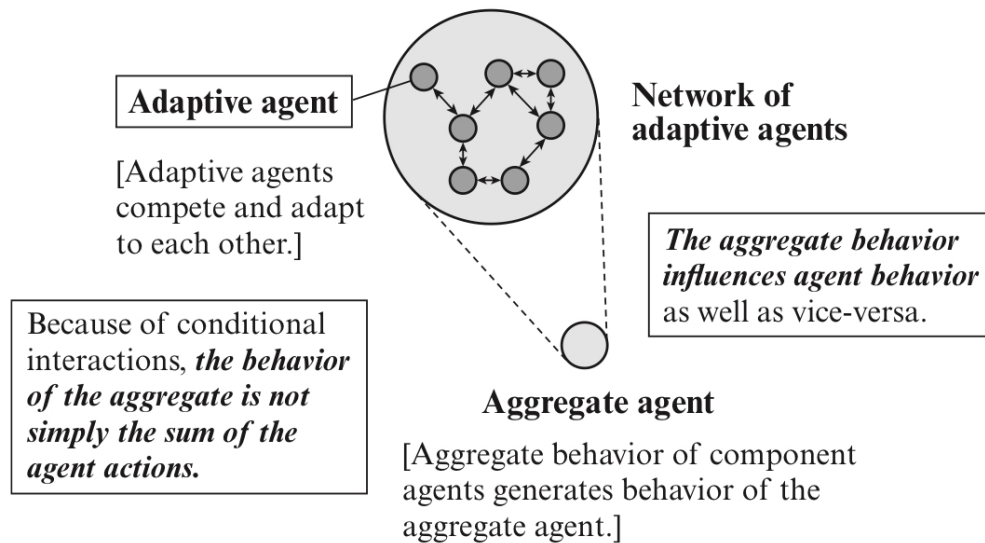 Adaptive agent
[Adaptive agents
compete and adapt
to each other.]
Network of
adaptive agents
The aggregate behavior
influences agent behavior
as well as vice-versa.
Because of conditional
interactions, the behavior
of the aggregate is not
simply the sum of the
agent actions.
Aggregate agent
[Aggregate behavior of component
agents generates behavior of the
aggregate agent.]